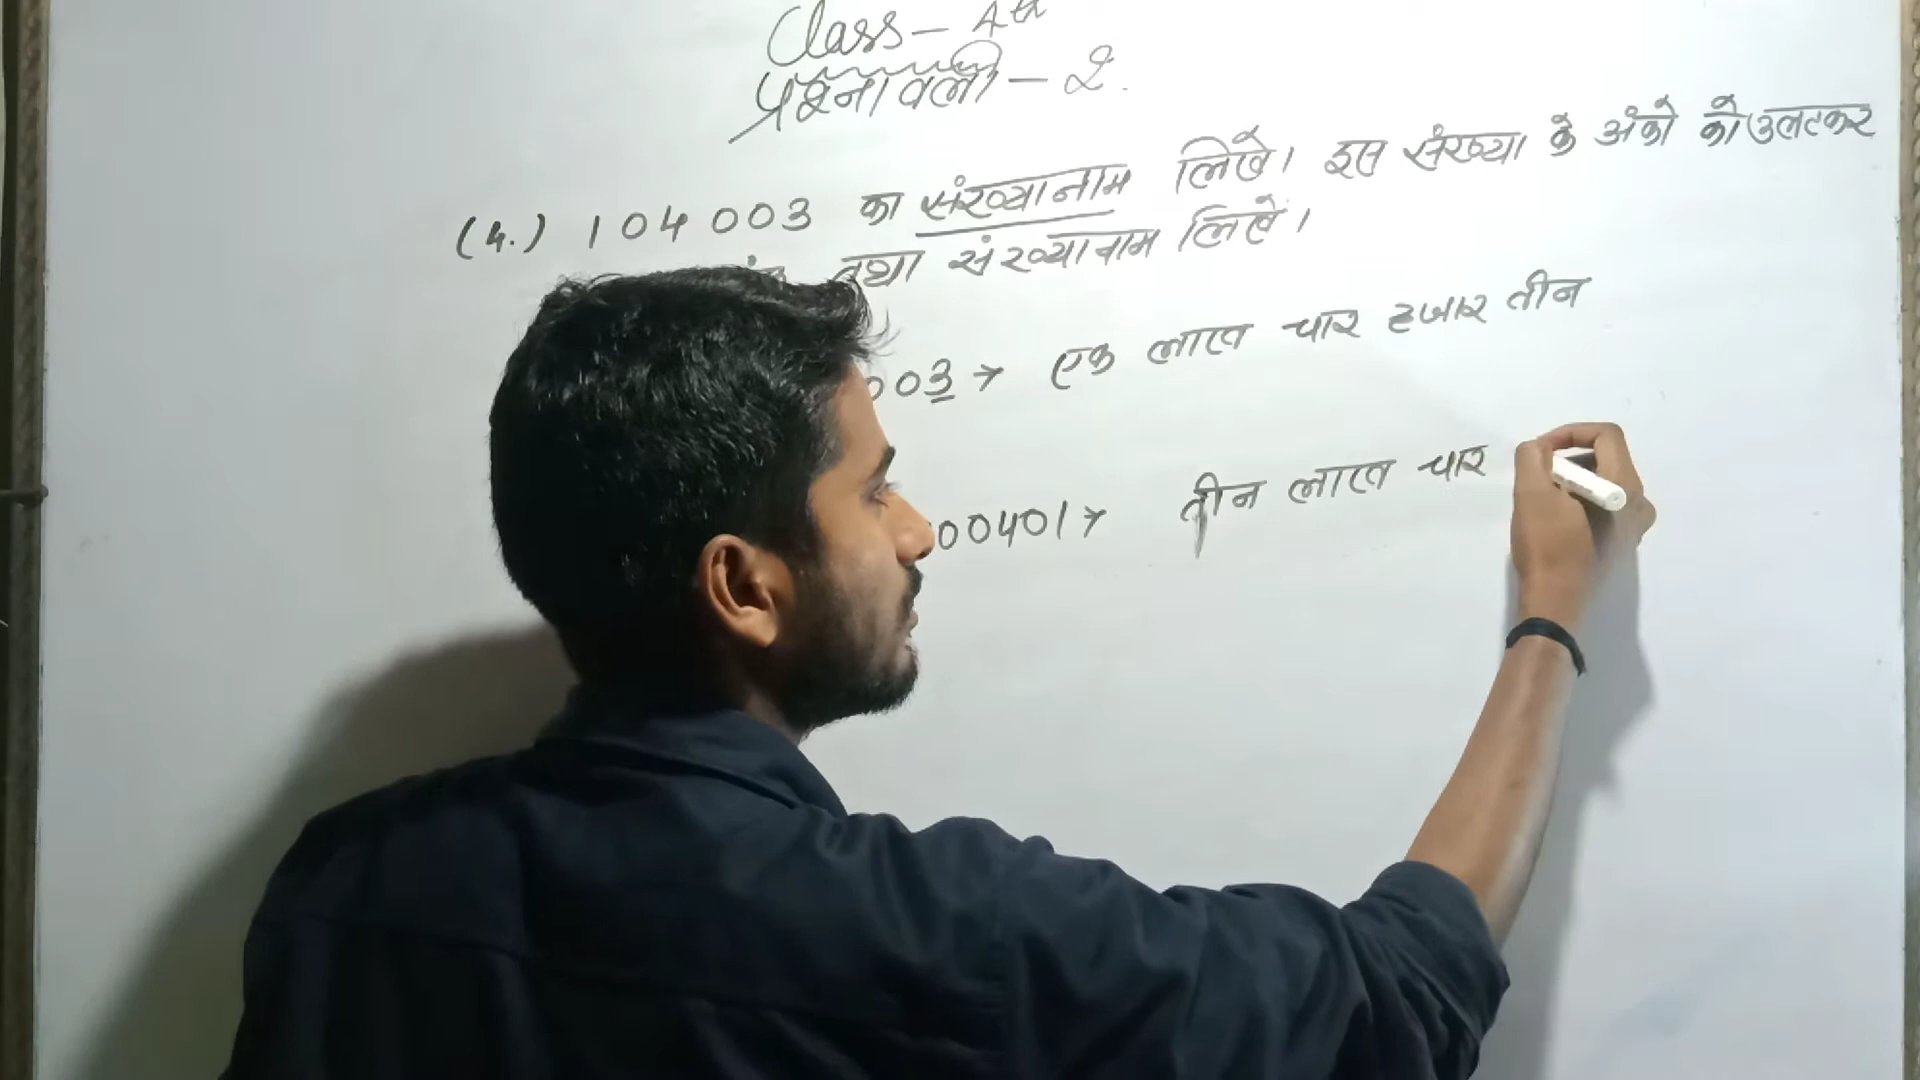 Class - 4th
प्रश्नावली - 2.
(4.) 104003 का संख्यानाम लिखें। इस संख्या के अंको को उलटकर
तथा संख्यानाम लिखें।
003 → एक लाख चार हजार तीन
00401 → तीन लाख चार